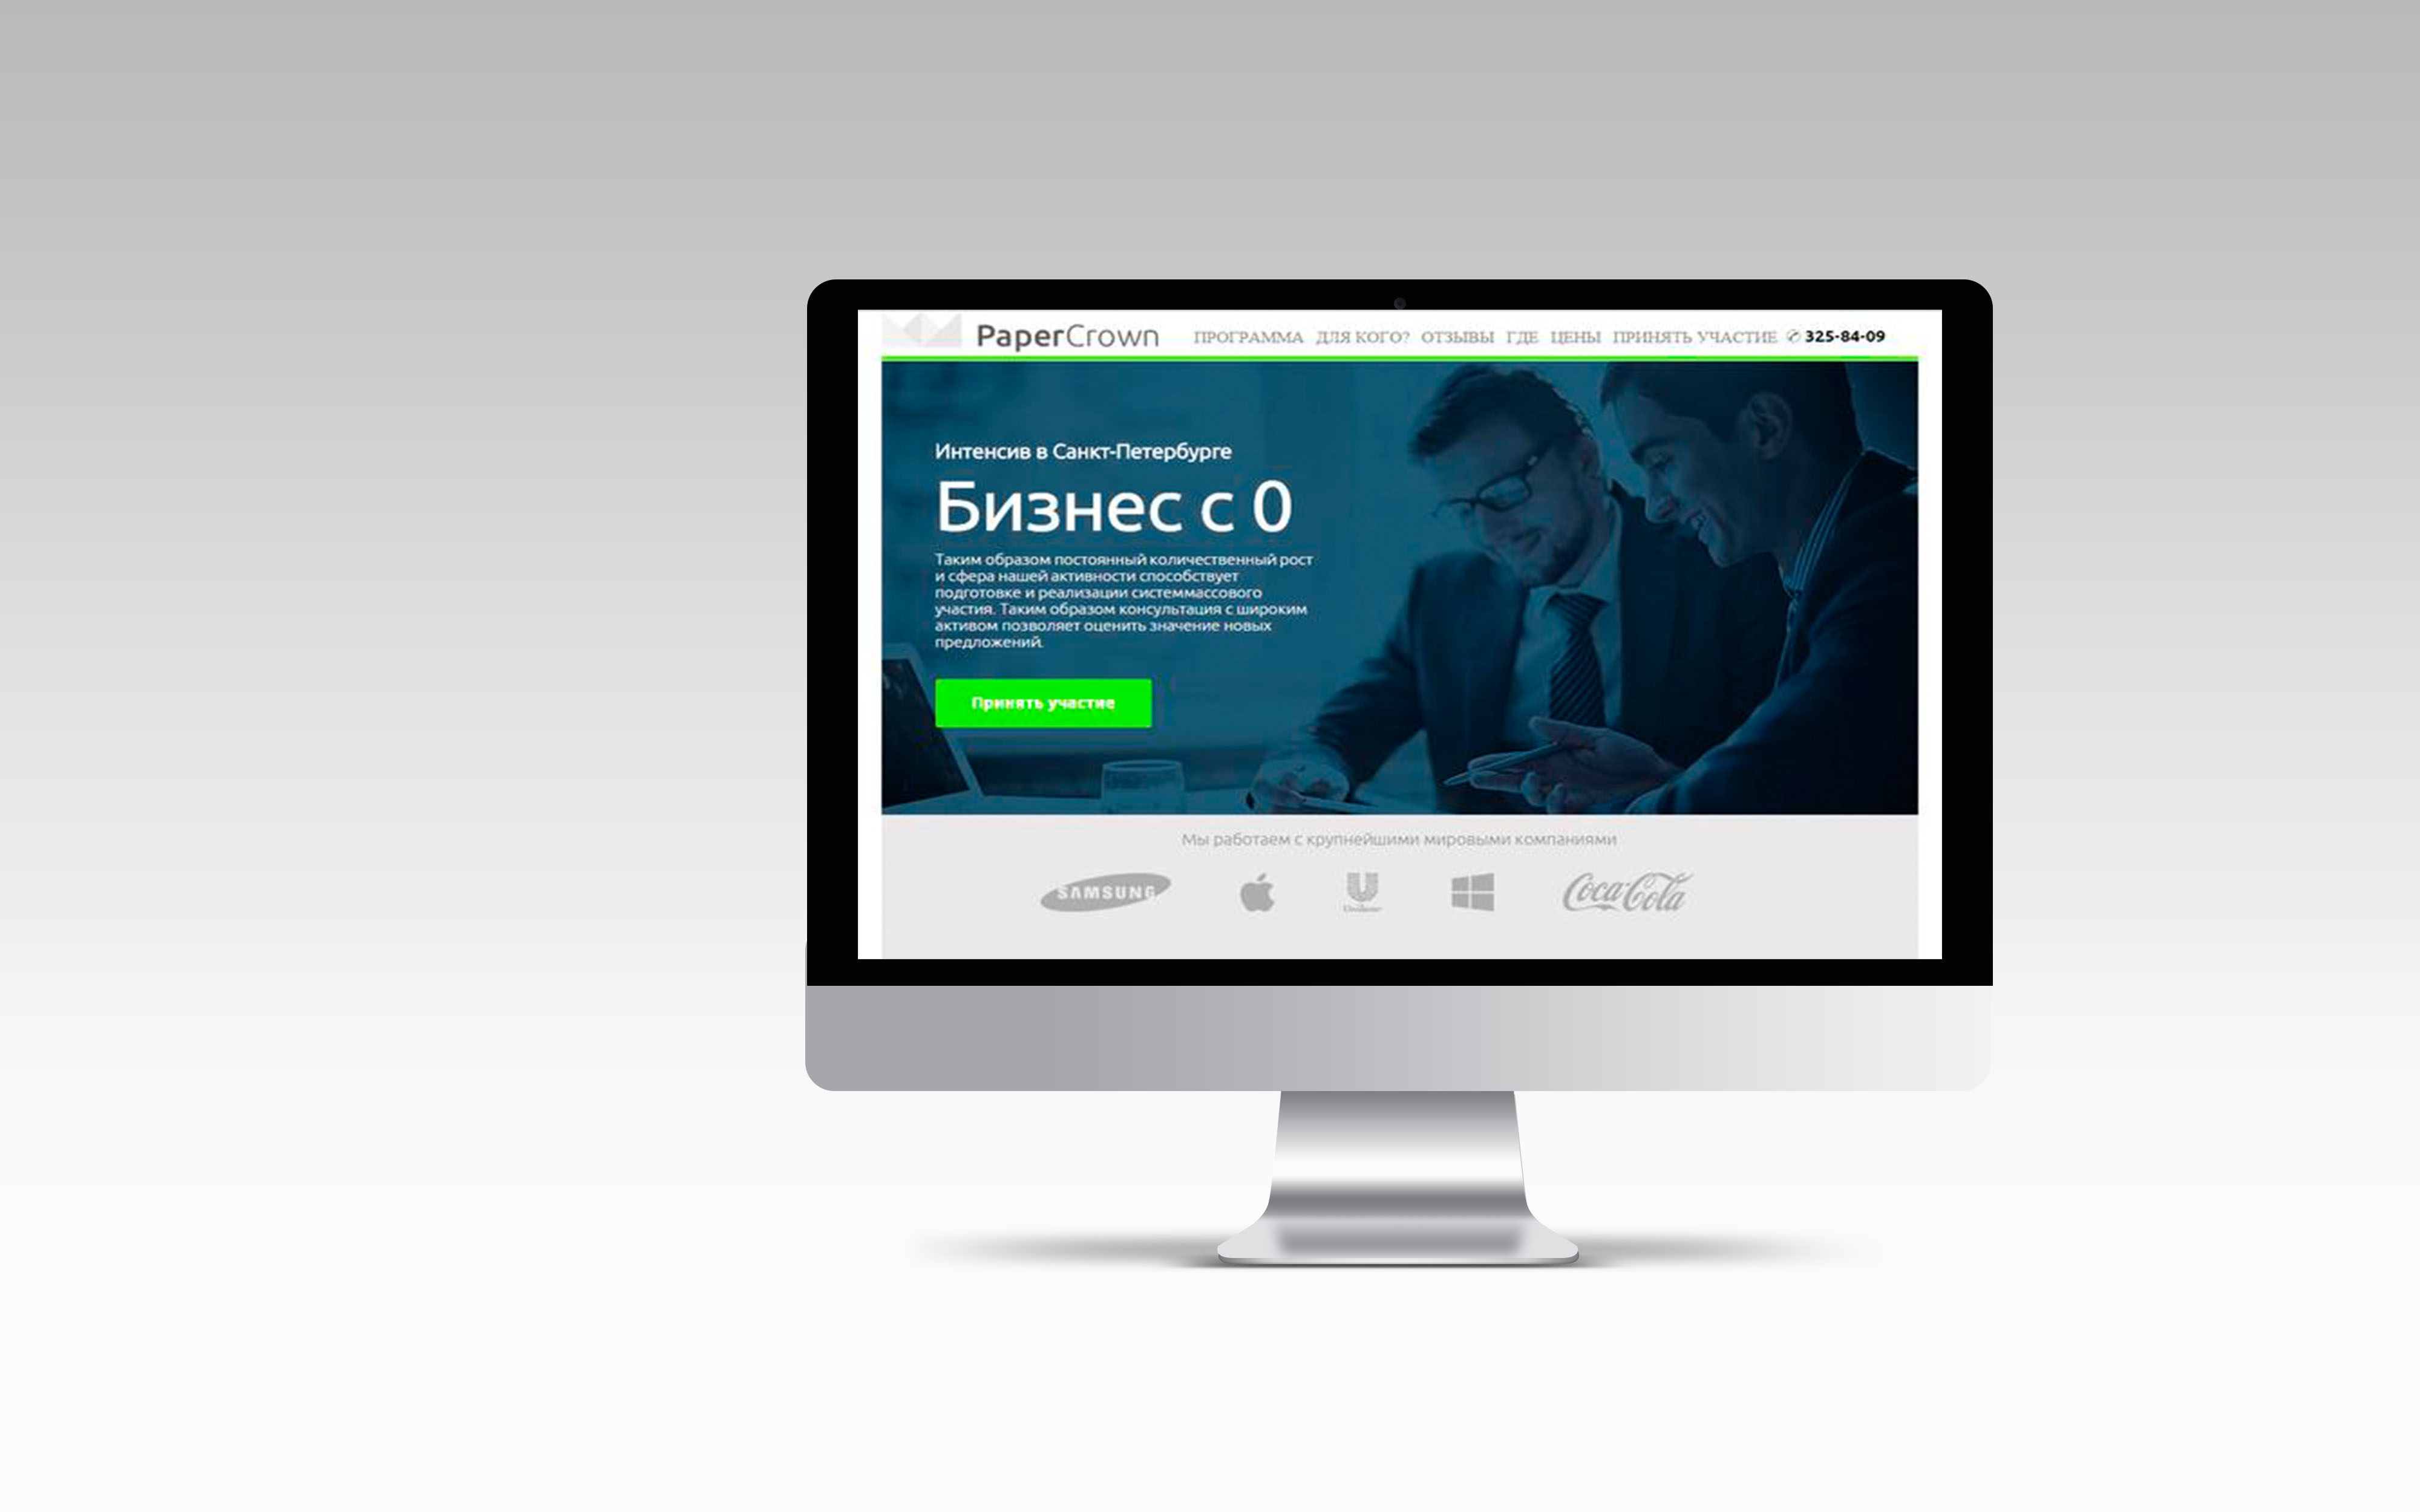 PaperCrown ПРОГРАММА ДЛЯ КОГО? ОТЗЫВЫ ГДЕ ЦЕНЫ ПРИНЯТЬ УЧАСТИЕ ✆ 325-84-09
Интенсив в Санкт-Петербурге
Бизнес с 0
Таким образом постоянный количественный рост
и сфера нашей активности способствует
подготовке и реализации системмассового
участия. Таким образом консультация с широким
активом позволяет оценить значение новых
предложений.
Принять участие
Мы работаем с крупнейшими мировыми компаниями
SAMSUNG Unilever Coca-Cola